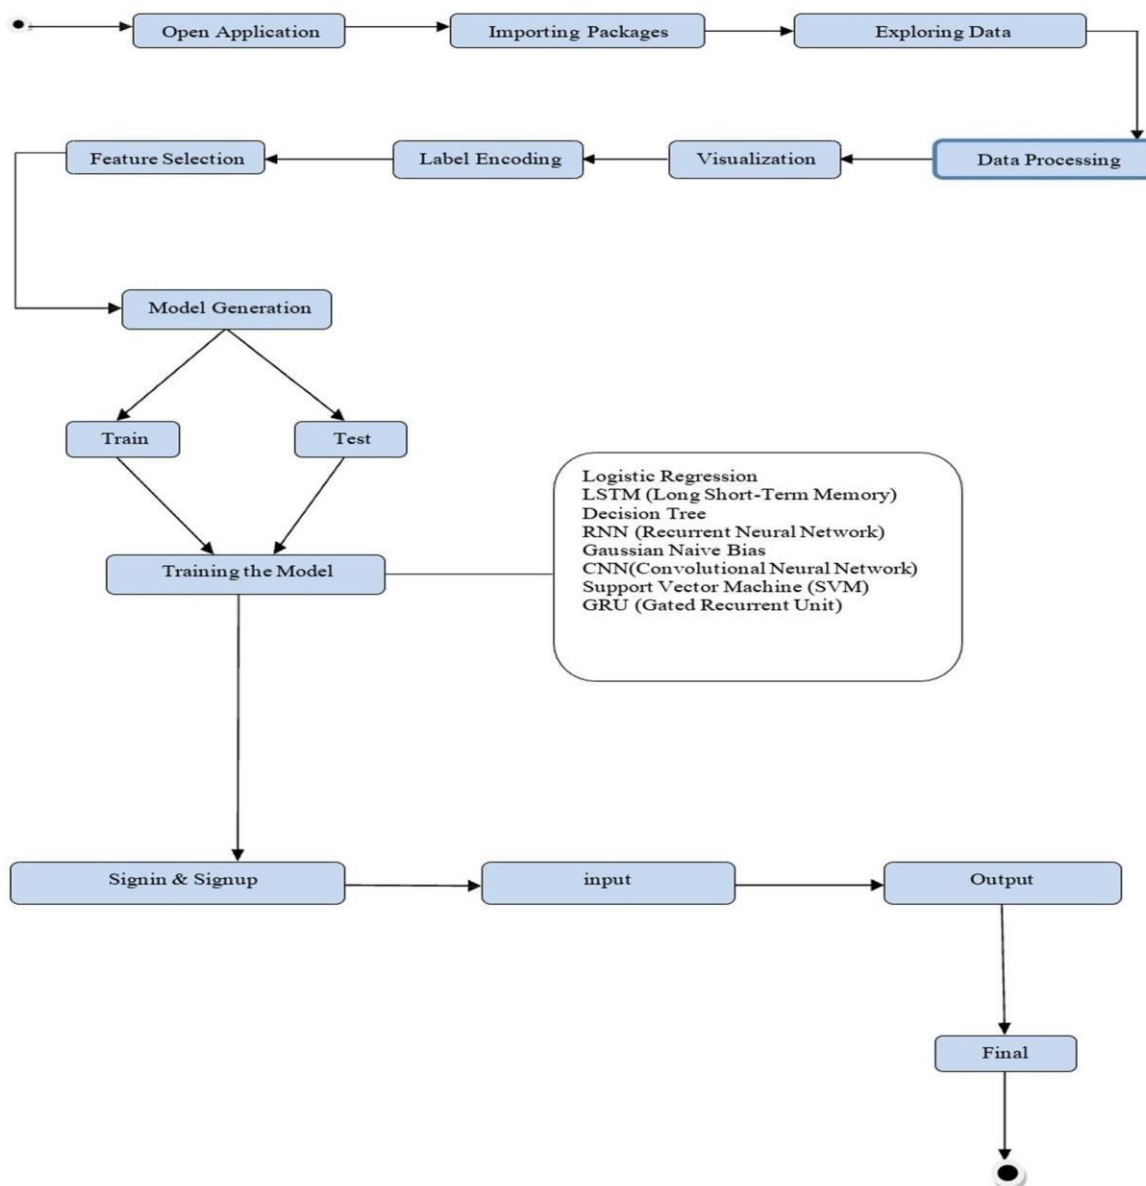 Open Application
Importing Packages
Exploring Data
Data Processing
Visualization
Label Encoding
Feature Selection
Model Generation
Train
Test
Training the Model
Logistic Regression
LSTM (Long Short-Term Memory)
Decision Tree
RNN (Recurrent Neural Network)
Gaussian Naive Bias
CNN(Convolutional Neural Network)
Support Vector Machine (SVM)
GRU (Gated Recurrent Unit)
Signin & Signup
input
Output
Final